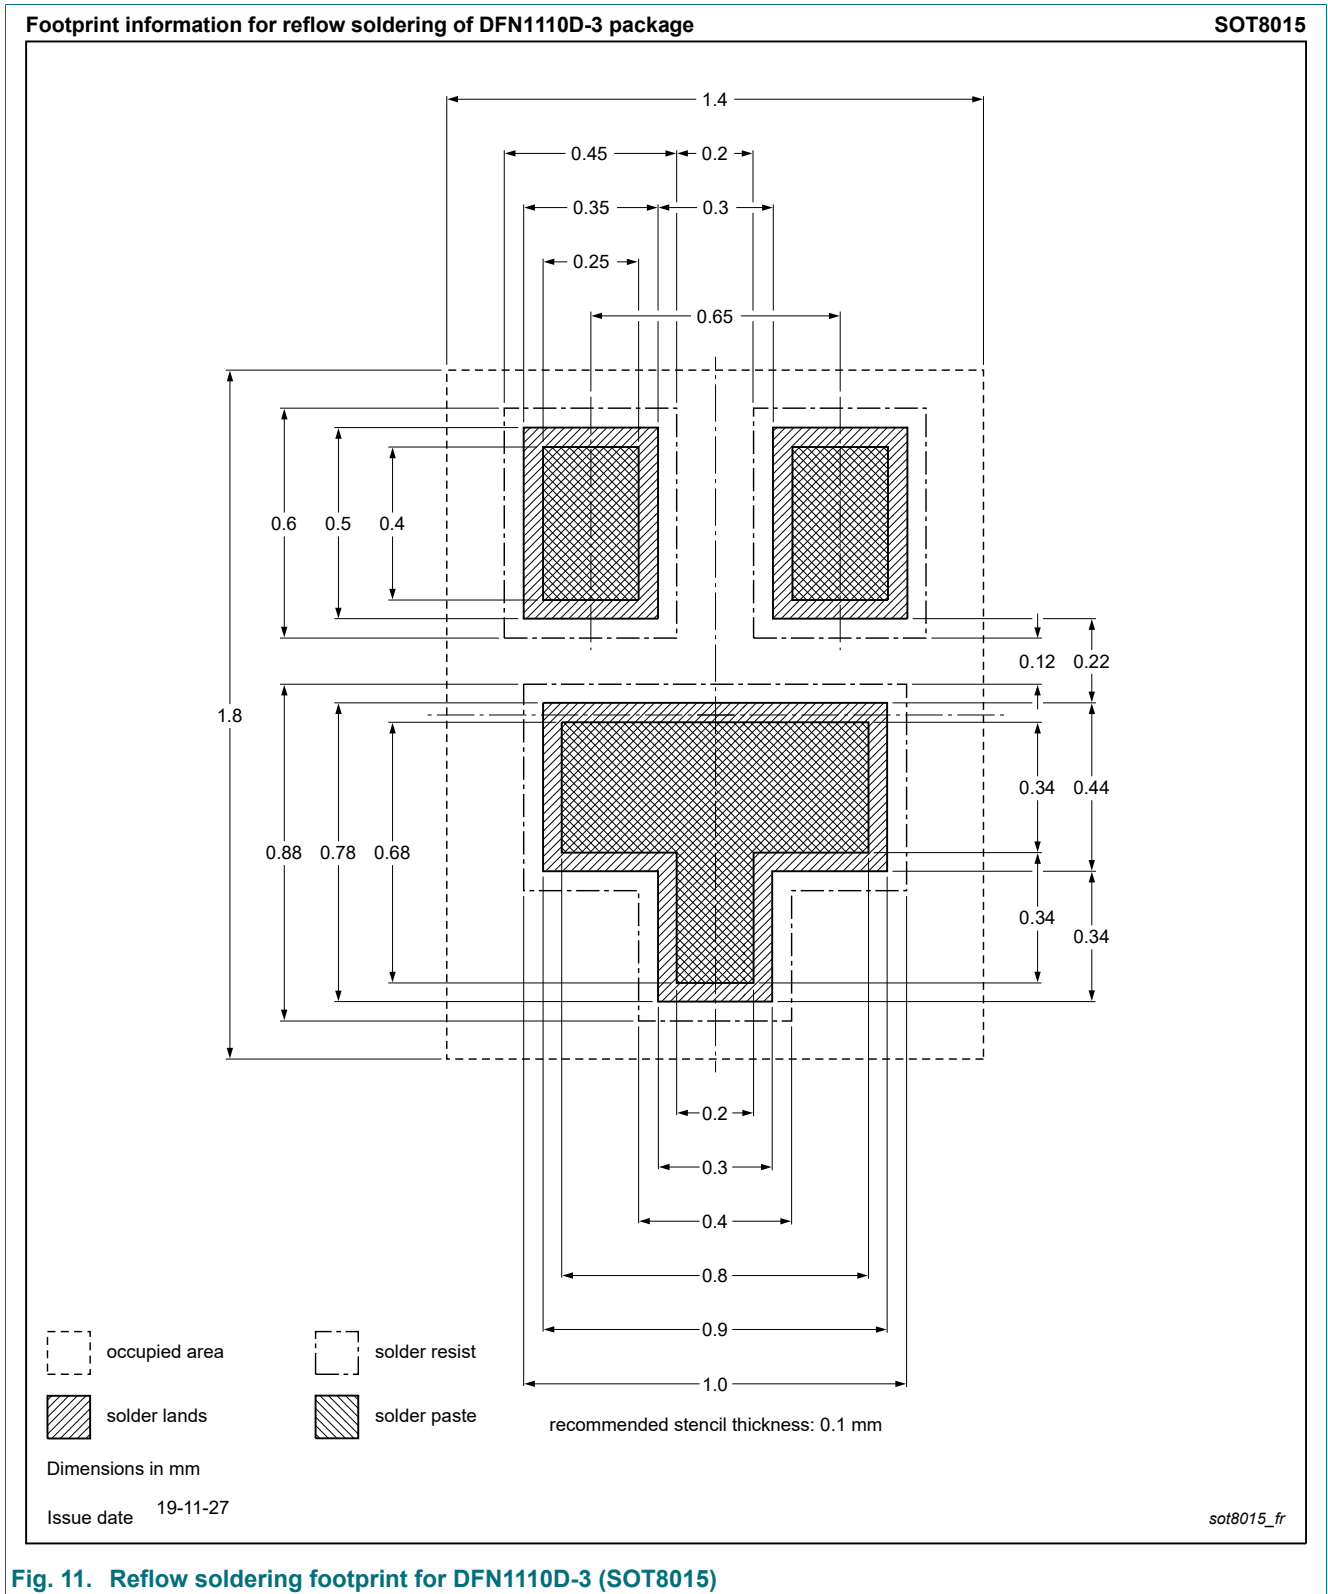 Footprint information for reflow soldering of DFN1110D-3 package SOT8015
1.4
0.45 0.2
0.35 0.3
0.25
0.65
0.6 0.5 0.4
0.12 0.22
1.8
0.34 0.44
0.88 0.78 0.68
0.34
0.34
0.2
0.3
0.4
0.8
0.9
1.0
occupied area solder resist
solder lands solder paste
recommended stencil thickness: 0.1 mm
Dimensions in mm
Issue date 19-11-27
sot8015_fr
Fig. 11. Reflow soldering footprint for DFN1110D-3 (SOT8015)